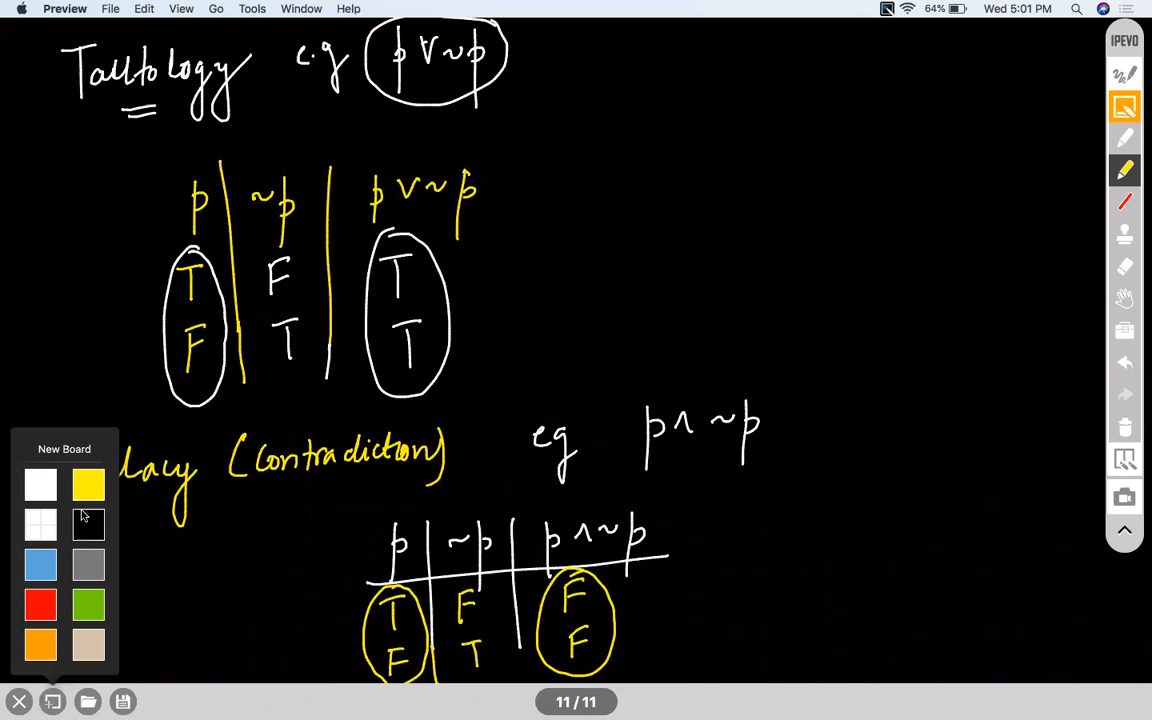 Preview File Edit View Go Tools Window Help 64% Wed 5:01 PM
IPEVO
Tautology e.g p ∨ ~p
p ~p p ∨ ~p
T F T
F T T
New Board
lacy (Contradiction) eg p ∧ ~p
p ~p p ∧ ~p
T F F
F T F
11 / 11